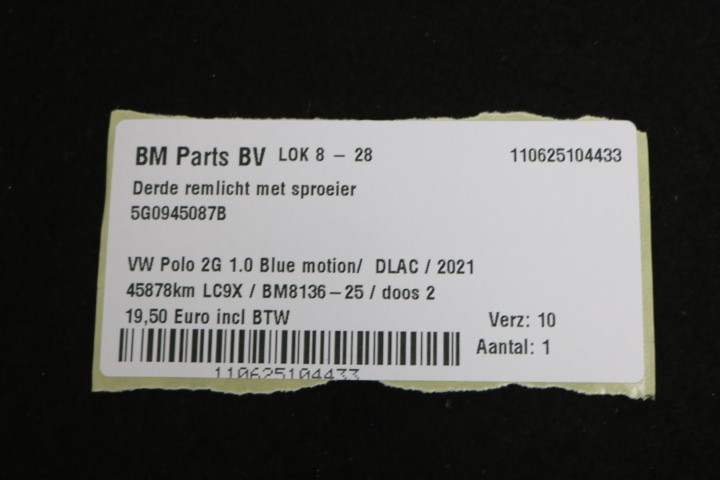 BM Parts BV LOK 8 - 28 110625104433
Derde remlicht met sproeier
5G0945087B
VW Polo 2G 1.0 Blue motion/ DLAC / 2021
45878km LC9X / BM8136-25 / doos 2
19,50 Euro incl BTW Verz: 10
Aantal: 1
110625104433